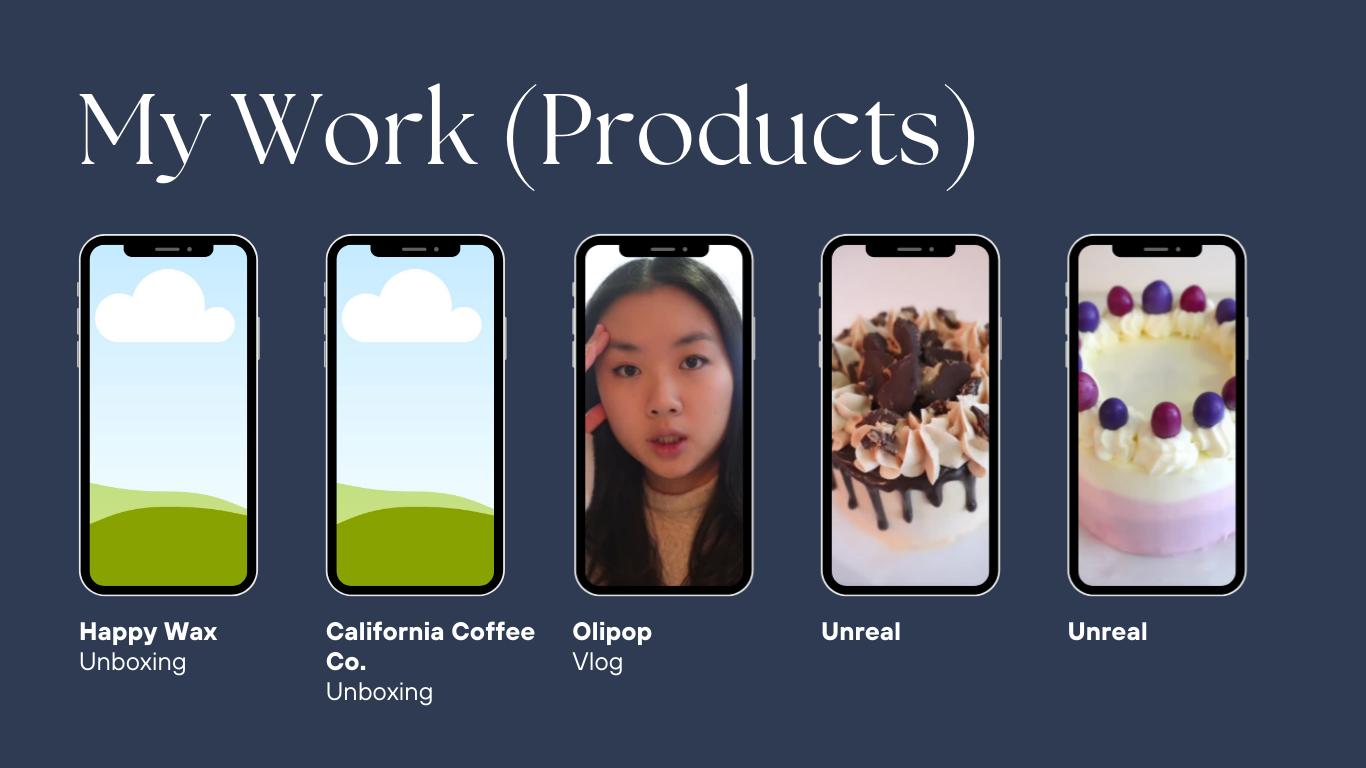 My Work (Products)
Happy Wax
Unboxing
California Coffee
Co.
Unboxing
Olipop
Vlog
Unreal
Unreal